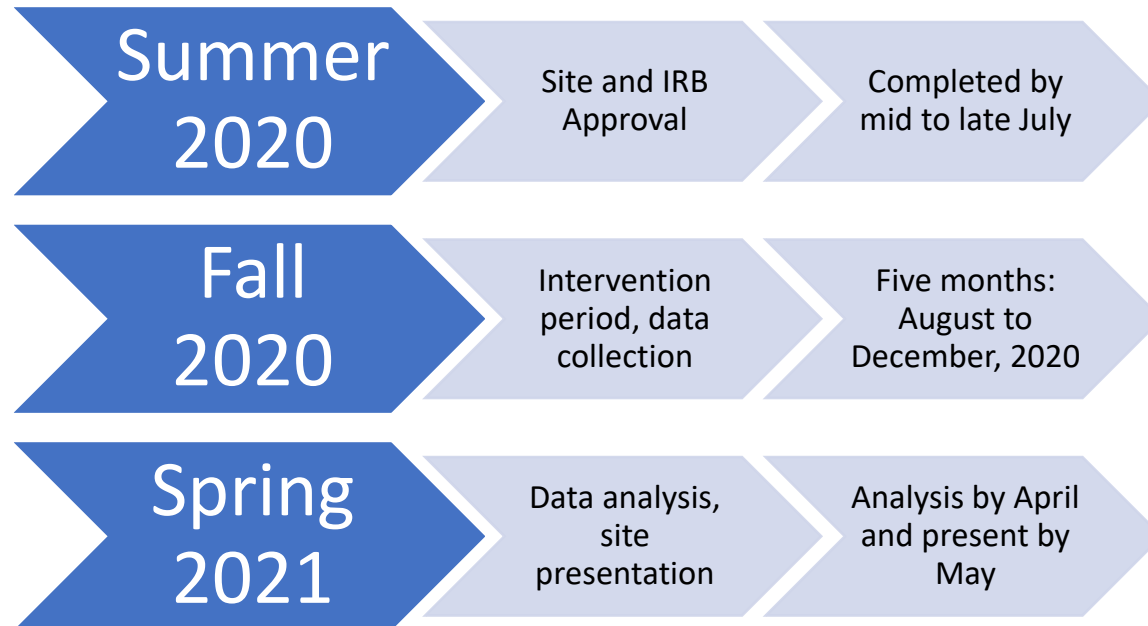 Summer
2020
Site and IRB
Approval
Completed by
mid to late July
Fall
2020
Intervention
period, data
collection
Five months:
August to
December, 2020
Spring
2021
Data analysis,
site
presentation
Analysis by April
and present by
May